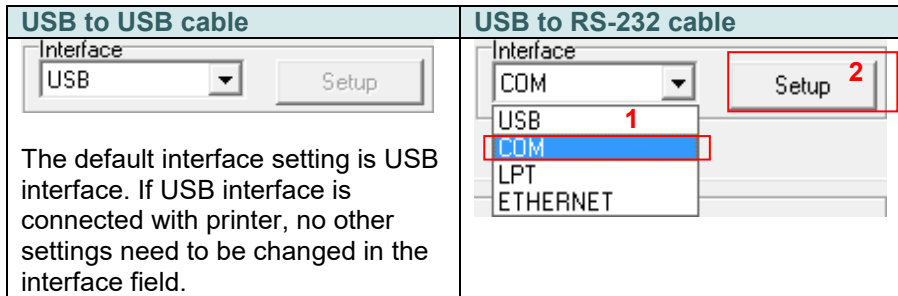 USB to USB cable
Interface
USB
Setup
The default interface setting is USB
interface. If USB interface is
connected with printer, no other
settings need to be changed in the
interface field.
USB to RS-232 cable
Interface
COM
Setup 2
USB 1
COM
LPT
ETHERNET